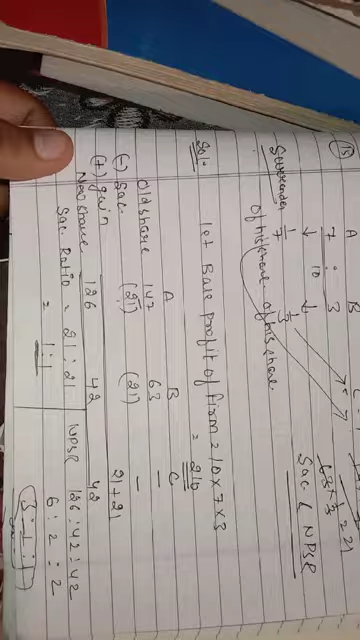 (15) A B
7 : 3
↓ 10 ↓
Surrender 1/7 1/3
of his share of his share
63 × 1/3 = 21
Sac. & NPSR
Sol. let Base profit of firm = 10 × 7 × 3
= 210
A B C
Old share 147 63 —
(-) Sac. (21) (21) —
(+) gain 21+21
New share 126 42 42
Sac. Ratio = 21 : 21
= 1:1
NPSR 126 : 42 : 42
6 : 2 : 2
3 : 1 : 1